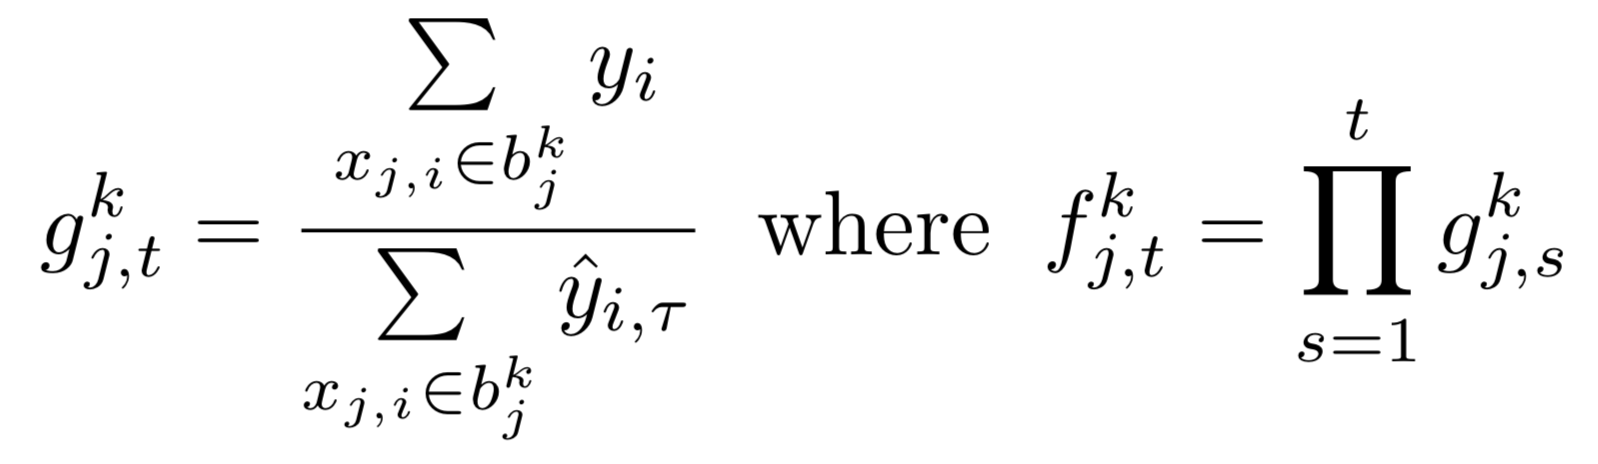 g^k_{j,t} = \frac{\sum_{x_{j,i} \in b^k_j} y_i}{\sum_{x_{j,i} \in b^k_j} \hat{y}_{i,\tau}} where f^k_{j,t} = \prod_{s=1}^{t} g^k_{j,s}